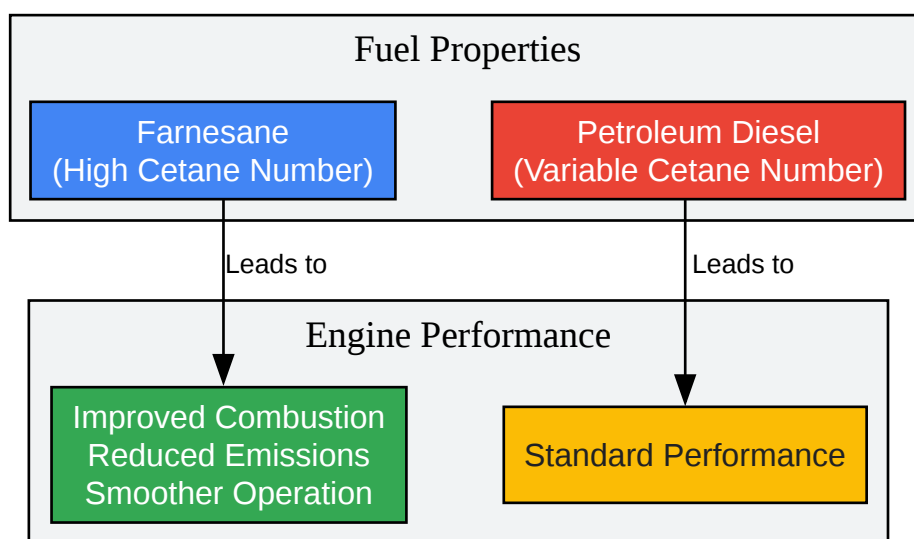 Fuel Properties
Farnesane
(High Cetane Number)
Petroleum Diesel
(Variable Cetane Number)
Leads to
Leads to
Engine Performance
Improved Combustion
Reduced Emissions
Smoother Operation
Standard Performance